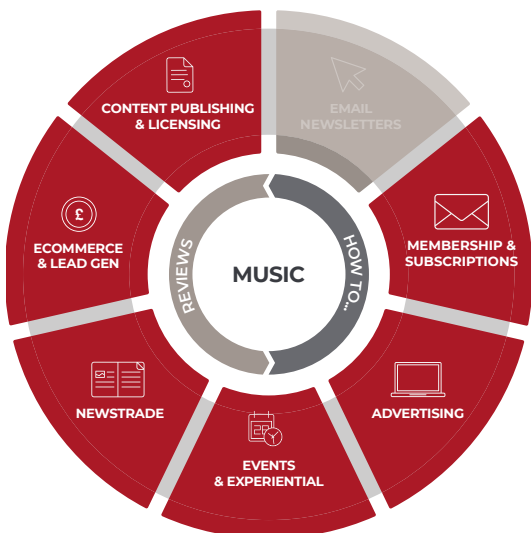 CONTENT PUBLISHING
& LICENSING
EMAIL
NEWSLETTERS
£
ECOMMERCE
& LEAD GEN
MEMBERSHIP &
SUBSCRIPTIONS
REVIEWS
MUSIC
HOW TO...
NEWSTRADE
ADVERTISING
EVENTS
& EXPERIENTIAL